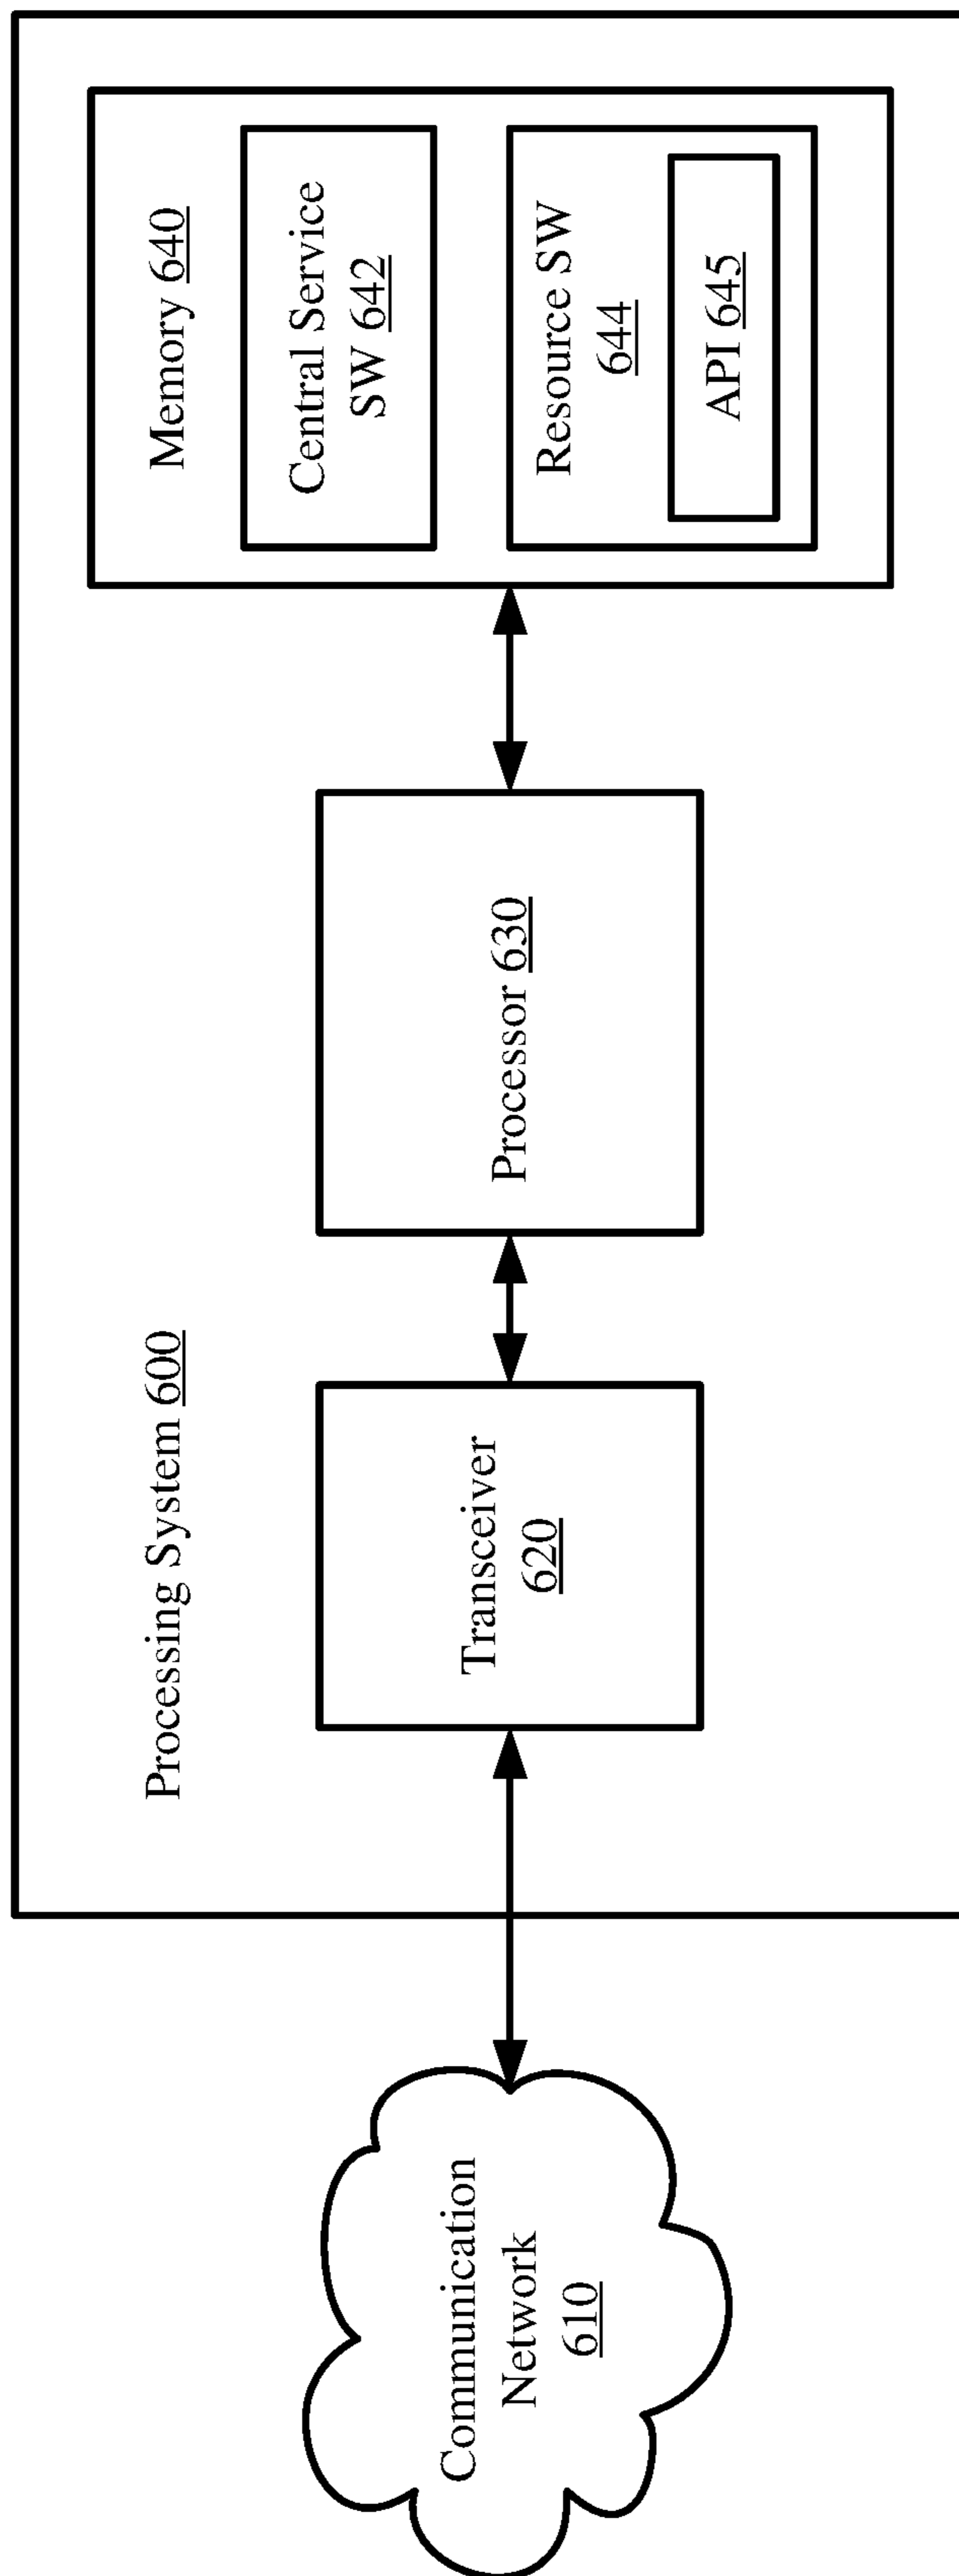 Processing System 600
Communication
Network
610
Transceiver
620
Processor 630
Memory 640
Central Service
SW 642
Resource SW
644
API 645